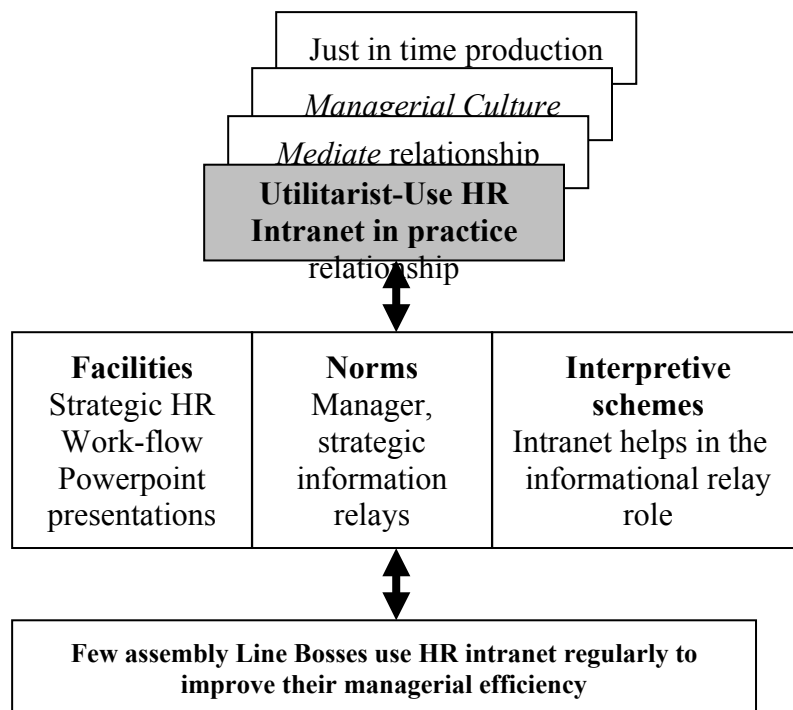 Just in time production
Managerial Culture
Mediate relationship
Utilitarist-Use HR
Intranet in practice
relationship
Facilities
Strategic HR
Work-flow
Powerpoint
presentations
Norms
Manager,
strategic
information
relays
Interpretive
schemes
Intranet helps in the
informational relay
role
Few assembly Line Bosses use HR intranet regularly to
improve their managerial efficiency